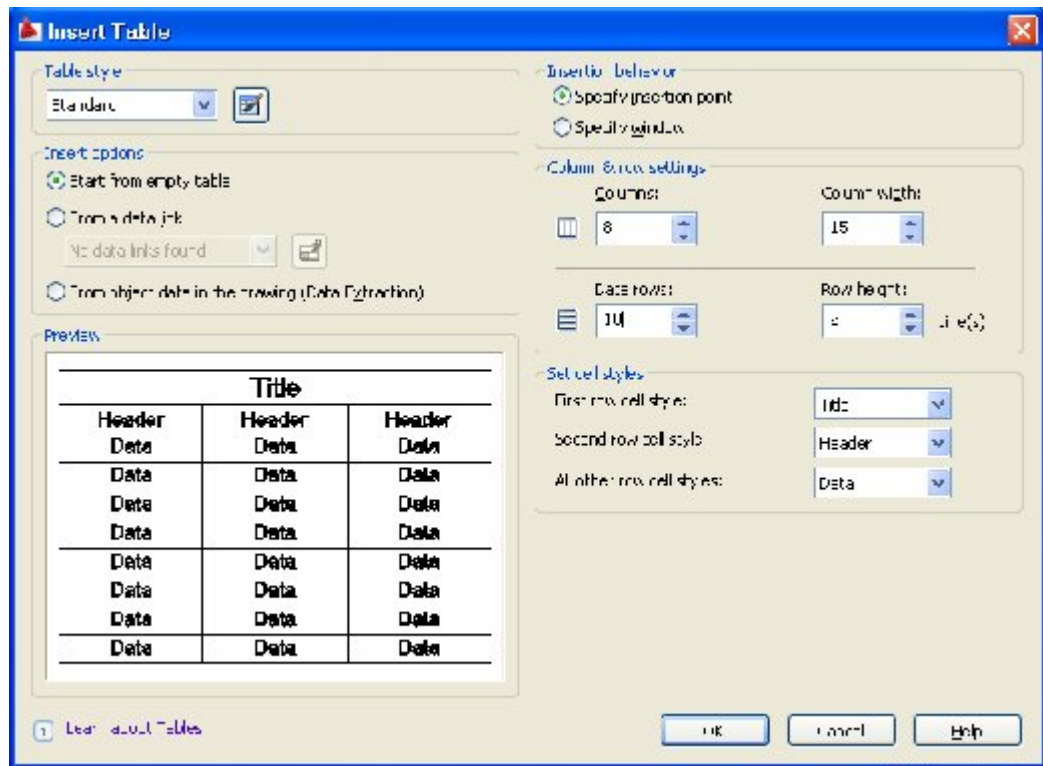 Insert Table
Table style
Standard
Insert options
Start from empty table
From a data link
No data links found
From object data in the drawing (Data Extraction)
Preview
Title
Header Header Header
Data Data Data
Data Data Data
Data Data Data
Data Data Data
Data Data Data
Data Data Data
Data Data Data
Data Data Data
Learn about Tables
Insertion behavior
Specify insertion point
Specify window
Column & row settings
Columns: Column width:
8 15
Data rows: Row height:
10 Line(s)
Set cell styles
First row cell style: Title
Second row cell style: Header
All other row cell styles: Data
OK Cancel Help